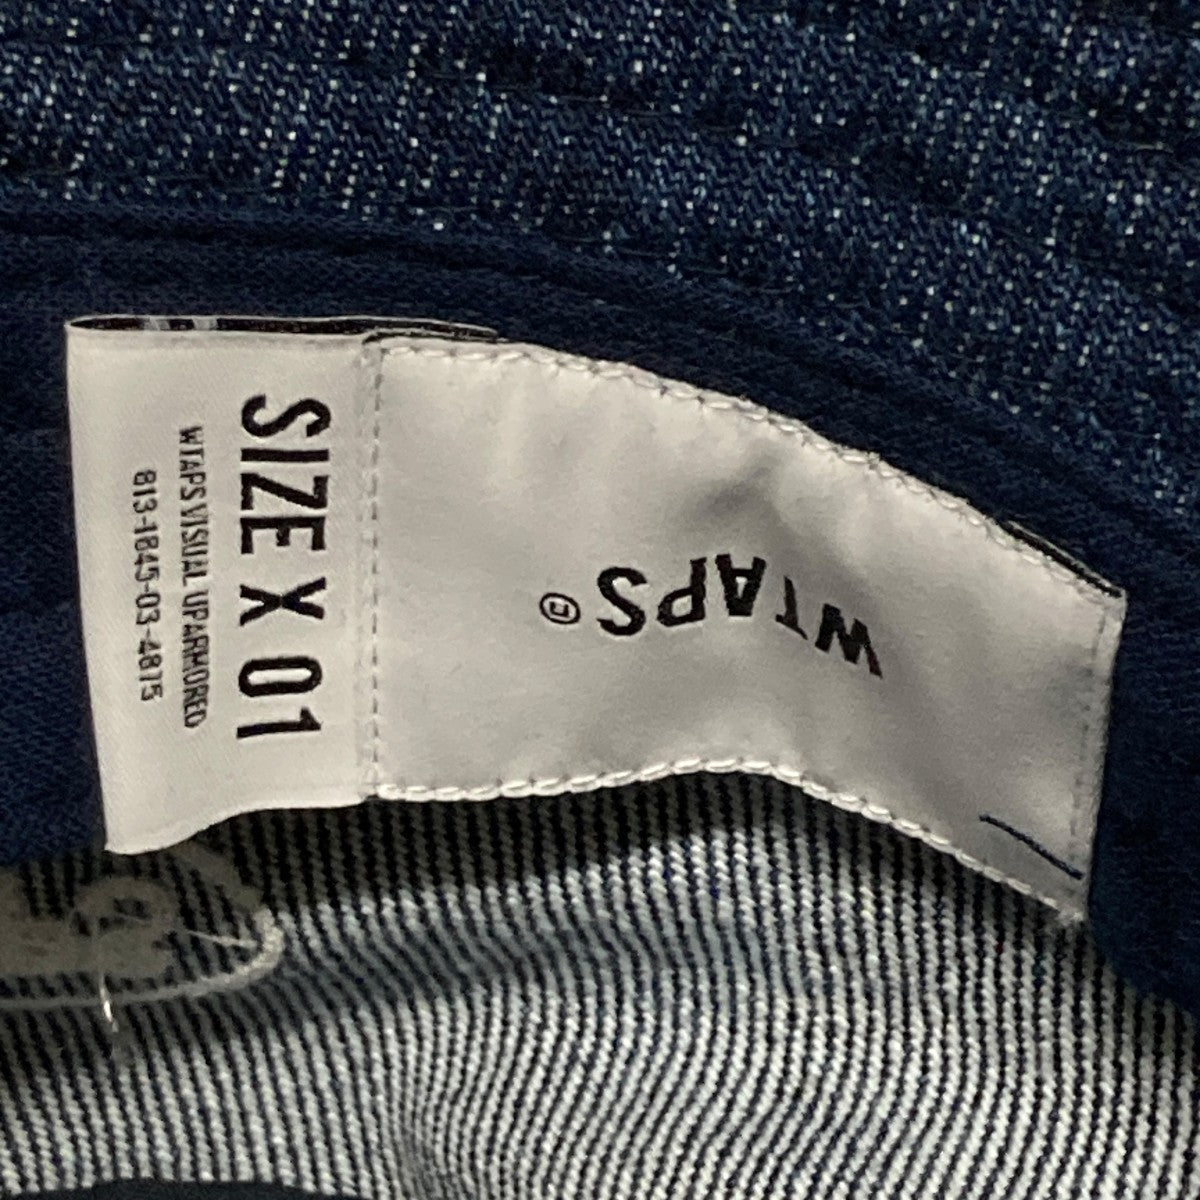 WTAPS
SIZE X 01
WTAPS VISUAL UPARMORED
813-1845-03-4815